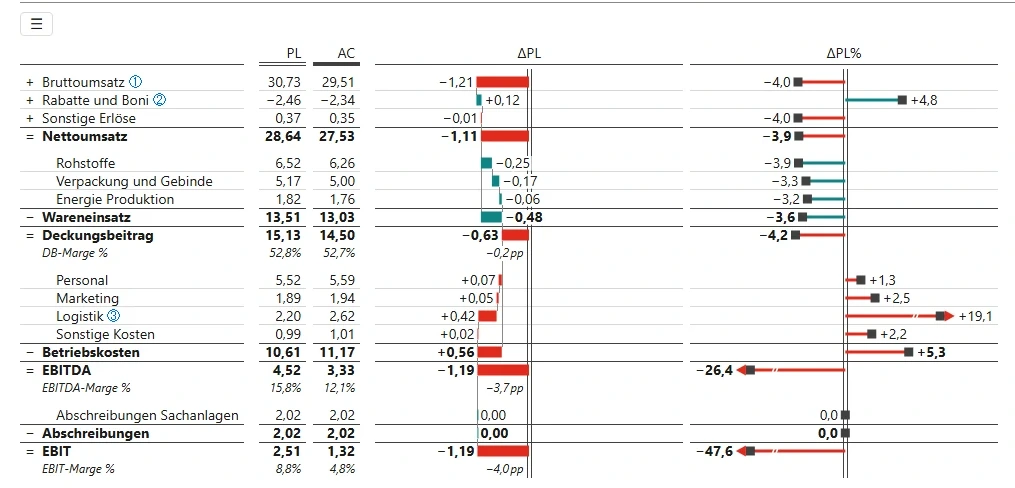 ☰
PL AC ΔPL ΔPL%
+ Bruttoumsatz ① 30,73 29,51 −1,21 −4,0
+ Rabatte und Boni ② −2,46 −2,34 +0,12 +4,8
+ Sonstige Erlöse 0,37 0,35 −0,01 −4,0
= Nettoumsatz 28,64 27,53 −1,11 −3,9
Rohstoffe 6,52 6,26 −0,25 −3,9
Verpackung und Gebinde 5,17 5,00 −0,17 −3,3
Energie Produktion 1,82 1,76 −0,06 −3,2
− Wareneinsatz 13,51 13,03 −0,48 −3,6
= Deckungsbeitrag 15,13 14,50 −0,63 −4,2
DB-Marge % 52,8% 52,7% −0,2 pp
Personal 5,52 5,59 +0,07 +1,3
Marketing 1,89 1,94 +0,05 +2,5
Logistik ③ 2,20 2,62 +0,42 +19,1
Sonstige Kosten 0,99 1,01 +0,02 +2,2
− Betriebskosten 10,61 11,17 +0,56 +5,3
= EBITDA 4,52 3,33 −1,19 −26,4
EBITDA-Marge % 15,8% 12,1% −3,7 pp
Abschreibungen Sachanlagen 2,02 2,02 0,00 0,0
− Abschreibungen 2,02 2,02 0,00 0,0
= EBIT 2,51 1,32 −1,19 −47,6
EBIT-Marge % 8,8% 4,8% −4,0 pp